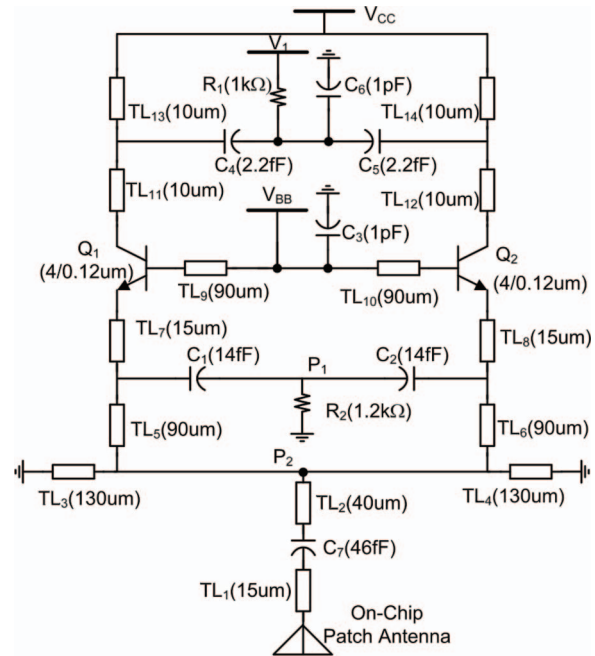 V_CC
V_1
R_1(1kΩ)
C_6(1pF)
TL_13(10um)
TL_14(10um)
C_4(2.2fF)
C_5(2.2fF)
TL_11(10um)
TL_12(10um)
V_BB
C_3(1pF)
Q_1
(4/0.12um)
Q_2
(4/0.12um)
TL_9(90um)
TL_10(90um)
TL_7(15um)
TL_8(15um)
C_1(14fF)
P_1
C_2(14fF)
R_2(1.2kΩ)
TL_5(90um)
TL_6(90um)
P_2
TL_3(130um)
TL_4(130um)
TL_2(40um)
C_7(46fF)
TL_1(15um)
On-Chip
Patch Antenna